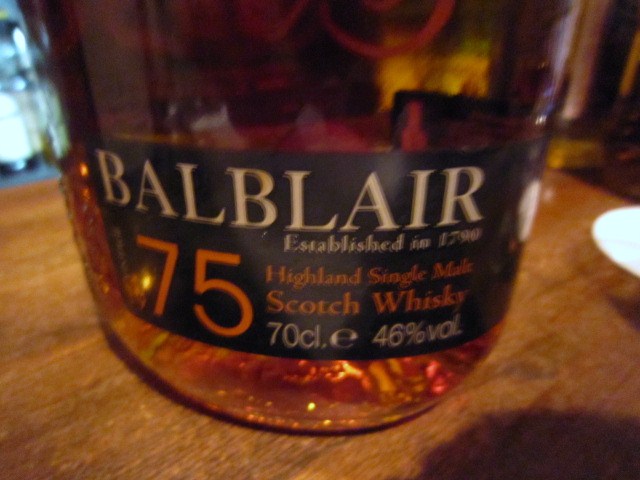 BALBLAIR
Established in 1790
75
Highland Single Malt
Scotch Whisky
70cl. e 46%vol.